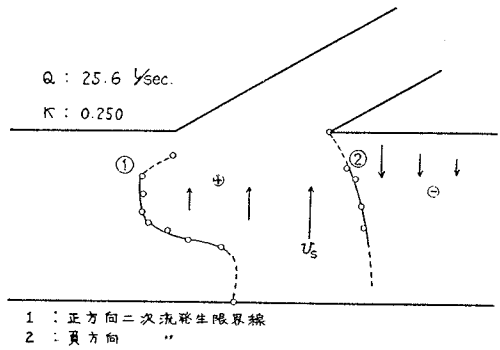 Q : 25.6 l/sec.
K : 0.250
①
②
⊕
⊖
υs
1 : 正方向二次流発生限界線
2 : 負方向 〃